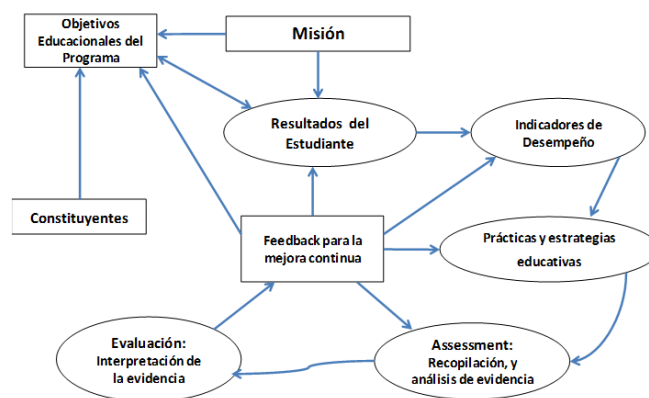 Objetivos
Educacionales del
Programa
Misión
Resultados del
Estudiante
Indicadores de
Desempeño
Constituyentes
Feedback para la
mejora continua
Prácticas y estrategias
educativas
Evaluación:
Interpretación de
la evidencia
Assessment:
Recopilación, y
análisis de evidencia